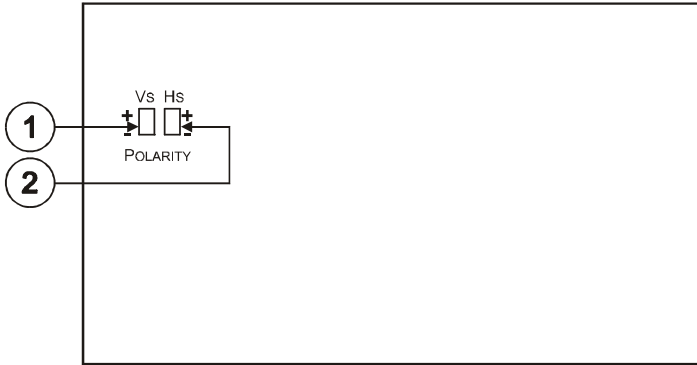 Vs Hs
+ +
1
- -
POLARITY
2